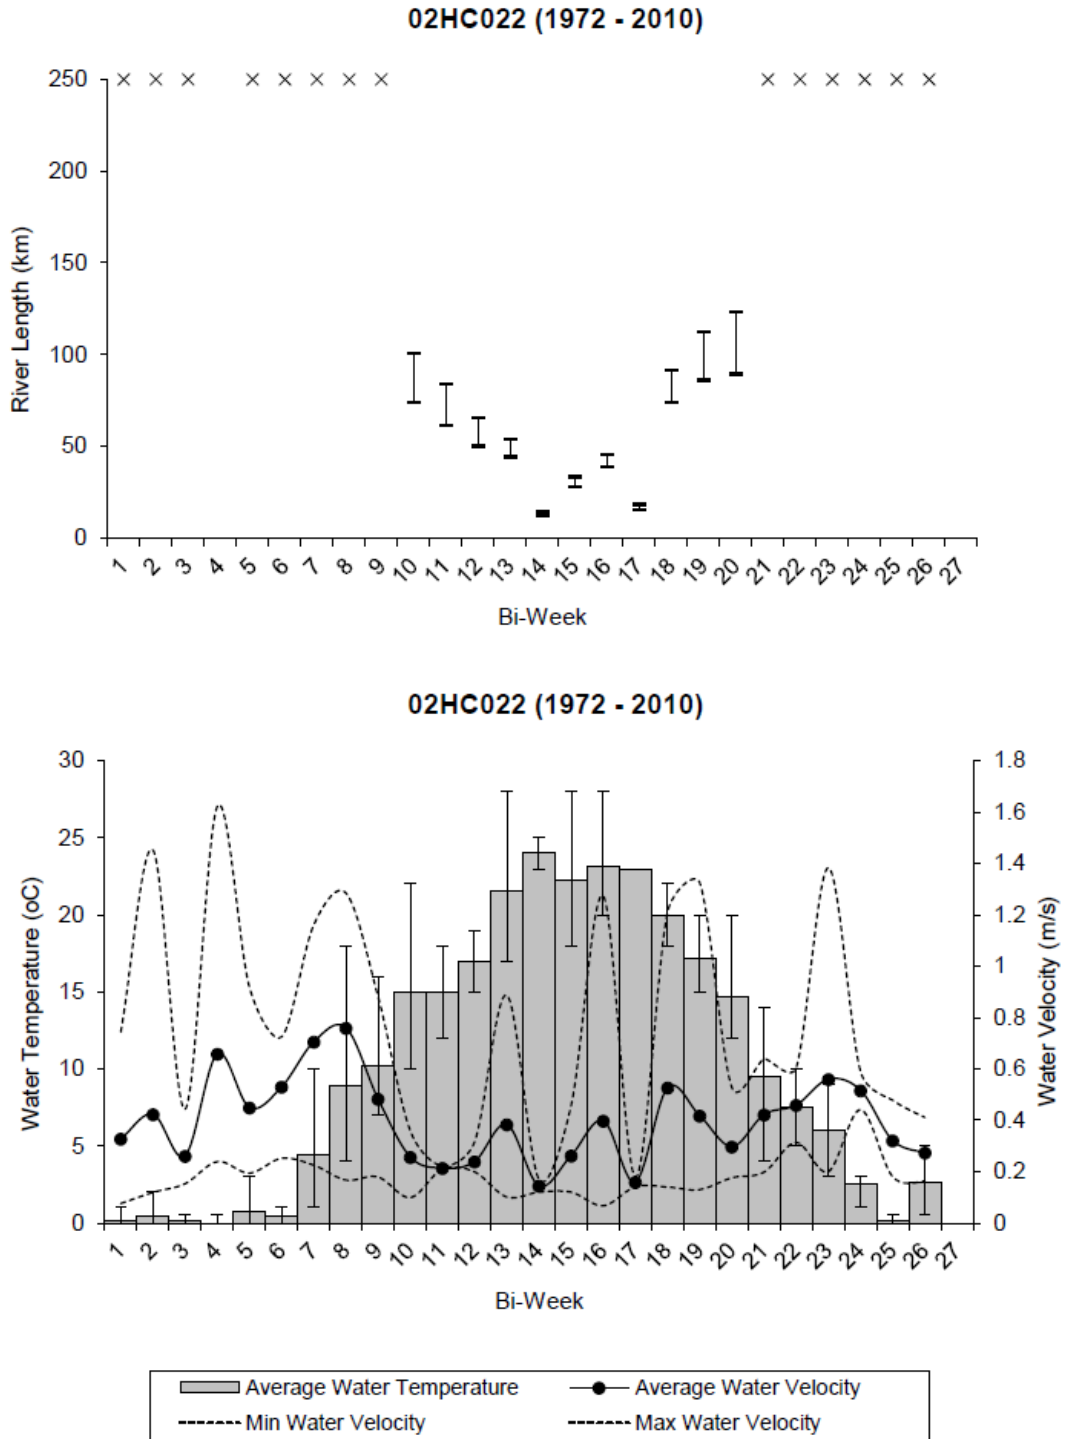 02HC022 (1972 - 2010)
250
200
150
100
50
0
River Length (km)
1 2 3 4 5 6 7 8 9 10 11 12 13 14 15 16 17 18 19 20 21 22 23 24 25 26 27
Bi-Week
02HC022 (1972 - 2010)
30
25
20
15
10
5
0
Water Temperature (oC)
1.8
1.6
1.4
1.2
1
0.8
0.6
0.4
0.2
0
Water Velocity (m/s)
1 2 3 4 5 6 7 8 9 10 11 12 13 14 15 16 17 18 19 20 21 22 23 24 25 26 27
Bi-Week
Average Water Temperature
Average Water Velocity
Min Water Velocity
Max Water Velocity